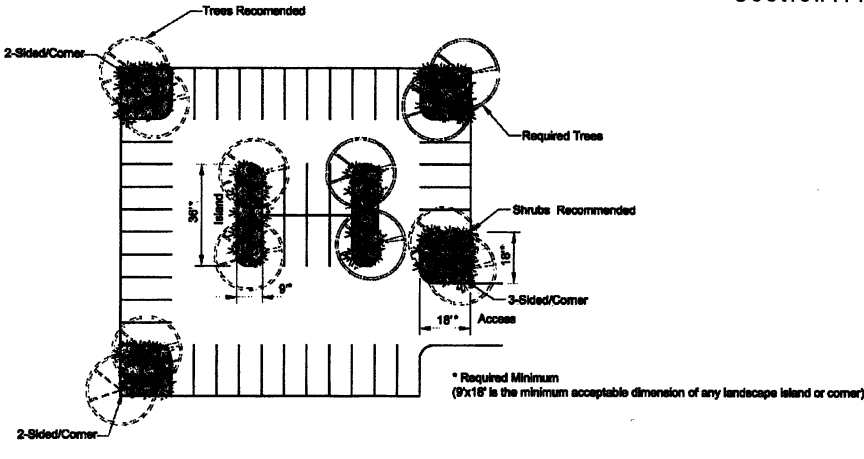 Trees Recomended
2-Sided/Corner
Required Trees
36'*
Island
Shrubs Recommended
18'*
9'*
3-Sided/Corner
18'* Access
* Required Minimum
(9'x18' is the minimum acceptable dimension of any landscape island or corner)
2-Sided/Corner